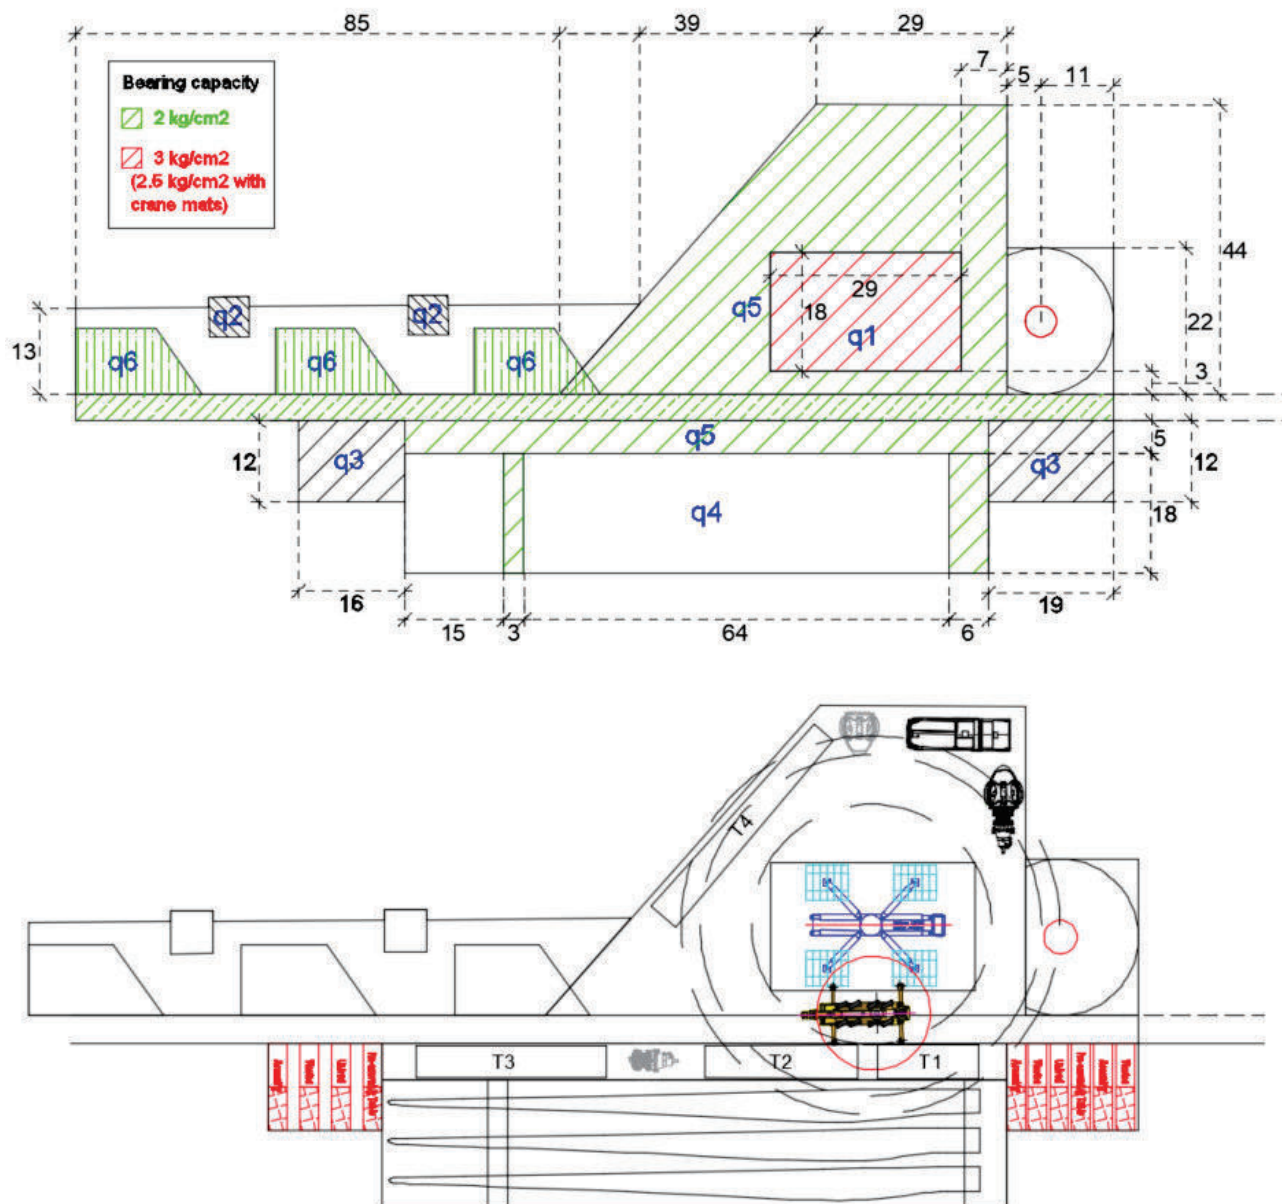 85
39
29
7
5
11
Bearing capacity
2 kg/cm2
3 kg/cm2
(2.5 kg/cm2 with
crane mats)
44
q5
29
18
q1
22
q2
q2
13
q6
q6
q6
3
q5
5
12
q3
q3
12
q4
18
16
19
15
3
64
6
T4
T3
T2
T1